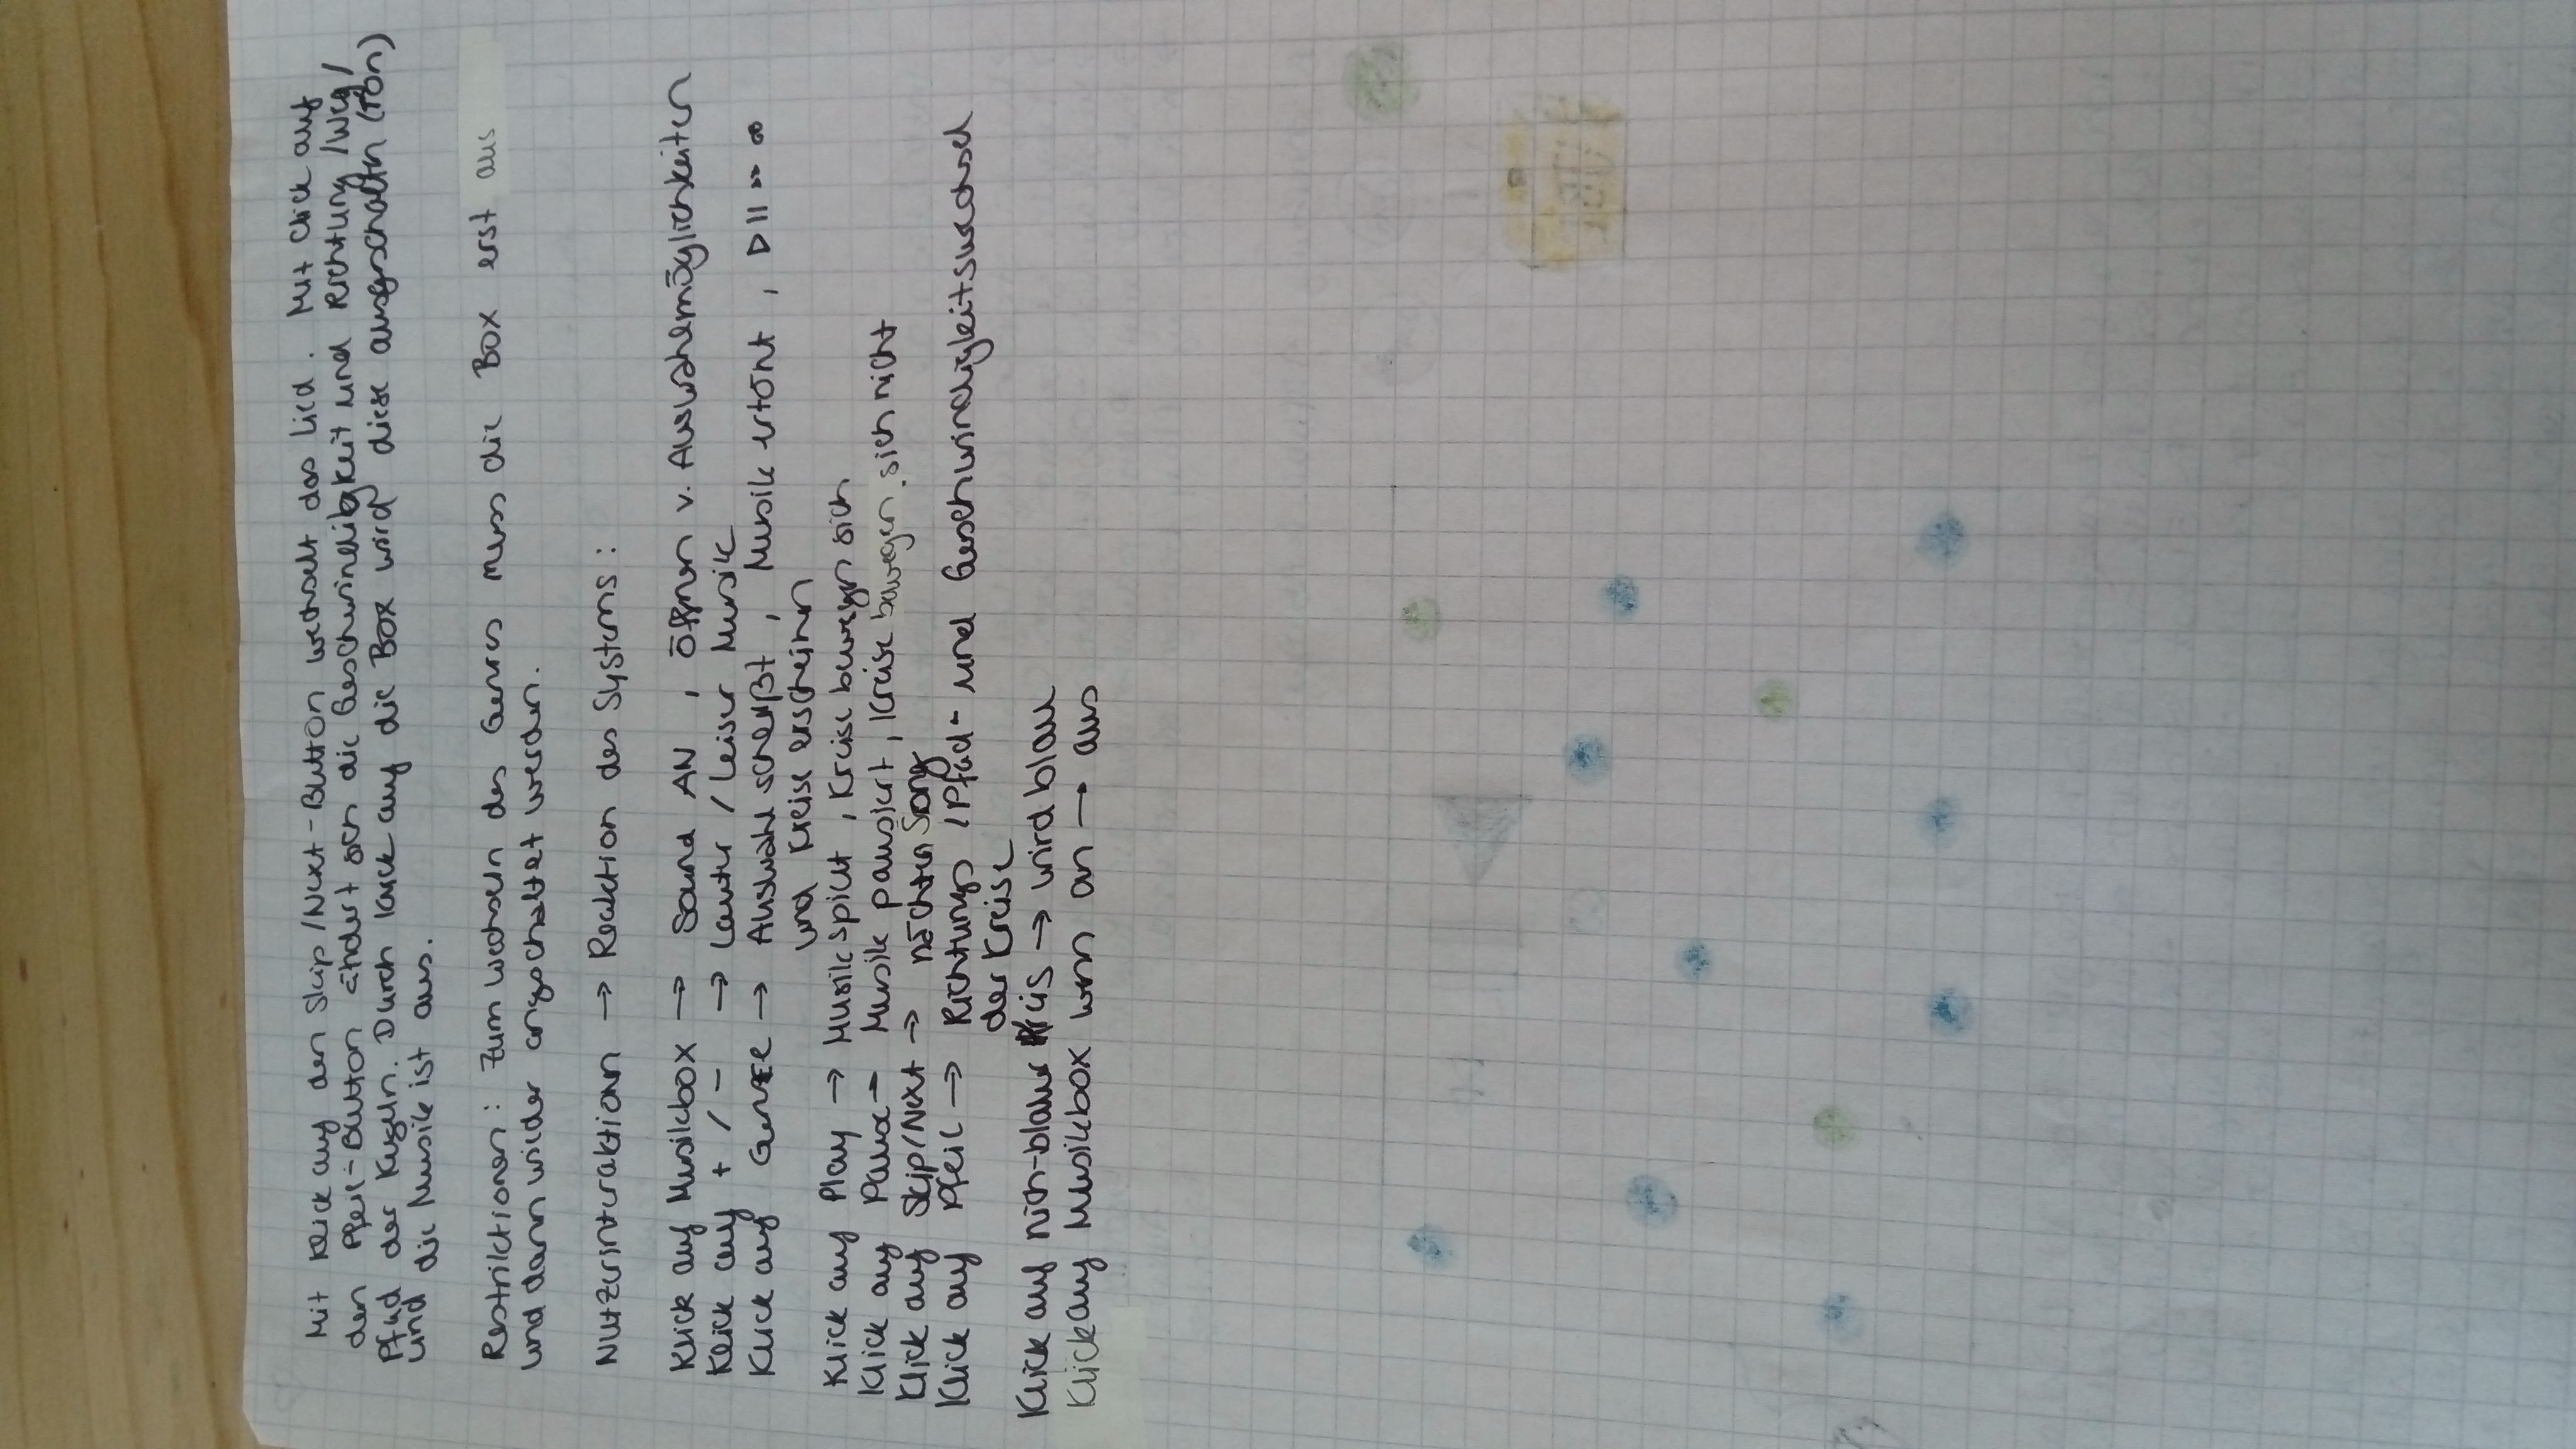 Mit Klick auf den Skip/Next-Button wechselt das Lied. Mit Click auf
den Pfeil-Button ändert sich die Geschwindibgkeit und Richtung/Weg/
Pfad der Kugeln. Durch Klick auf die Box wird diese ausgeschalten (Ton)
und die Musik ist aus.
Restriktionen: Zum Wechseln des Genres muss die Box erst aus
und dann wieder angeschaltet werden.
Nutzerinteraktionn → Reaktion des Systems:
Klick auf Musikbox → Sound AN, öffnen v. Auswahlmöglichkeiten
Klick auf + / - → Lauter / Leiser Musik
Klick auf Genre → Auswahl schließt, Musik ertönt, ▷ || »
und Kreise erscheinen
Klick auf Play → Musik spielt, Kreise bewegen sich
Klick auf Pause - Musik pausiert, Kreise bewegen sich nicht
Klick auf Skip/Next → nächsten Song
Klick auf Pfeil → Richtungs/Pfad- und Geschwindigkeitswechsel
der Kreise
Klick auf nich-blauer Kreis → wird blau
Klick auf Musikbox wenn an → aus